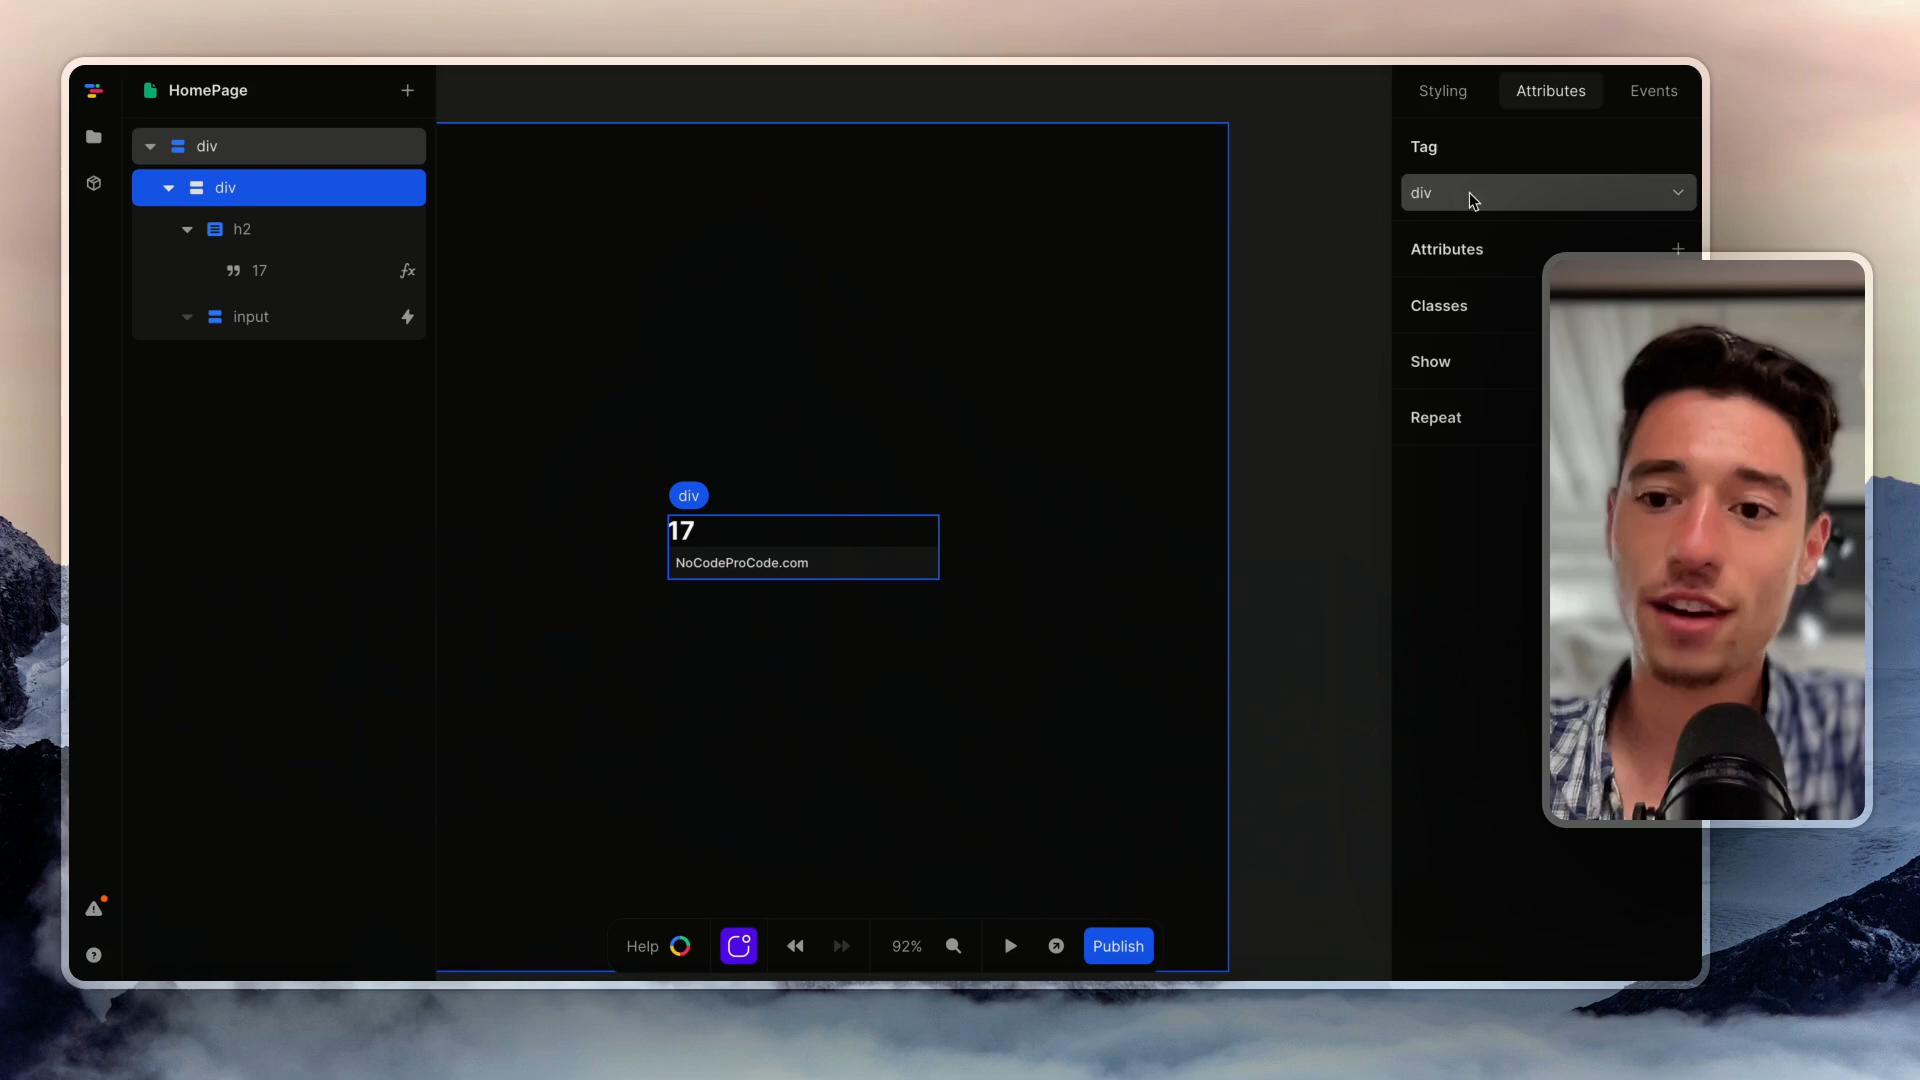 HomePage
div
div
h2
17
fx
input
div
17
NoCodeProCode.com
Help
92%
Publish
Styling
Attributes
Events
Tag
div
Attributes
Classes
Show
Repeat